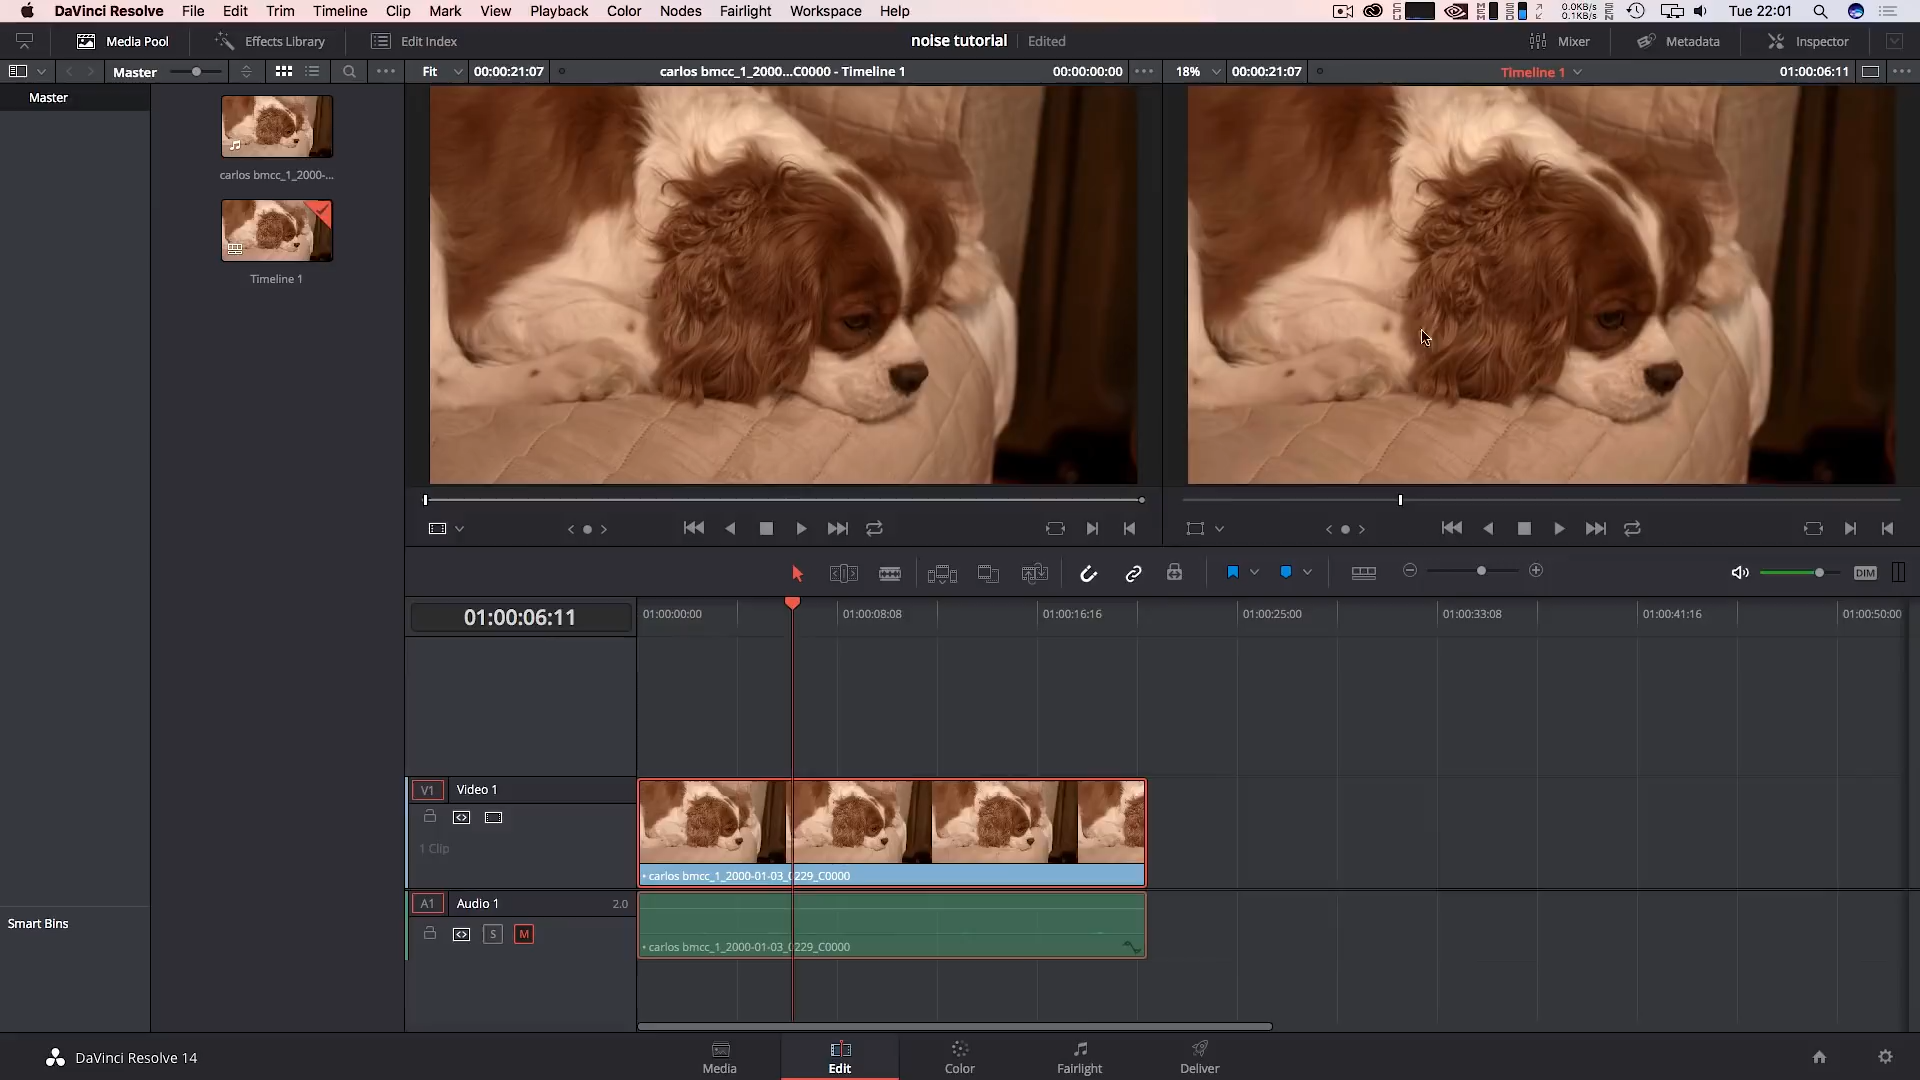 DaVinci Resolve File Edit Trim Timeline Clip Mark View Playback Color Nodes Fairlight Workspace Help 0.0KB/s 0.1KB/s Tue 22:01
Media Pool Effects Library Edit Index noise tutorial Edited Mixer Metadata Inspector
Master Fit 00:00:21:07 carlos bmcc_1_2000...C0000 - Timeline 1 00:00:00:00 18% 00:00:21:07 Timeline 1 01:00:06:11
Master
carlos bmcc_1_2000-...
Timeline 1
DIM
01:00:06:11 01:00:00:00 01:00:08:08 01:00:16:16 01:00:25:00 01:00:33:08 01:00:41:16 01:00:50:00
V1 Video 1
1 Clip
• carlos bmcc_1_2000-01-03_0229_C0000
A1 Audio 1 2.0
S M
• carlos bmcc_1_2000-01-03_0229_C0000
Smart Bins
DaVinci Resolve 14
Media Edit Color Fairlight Deliver